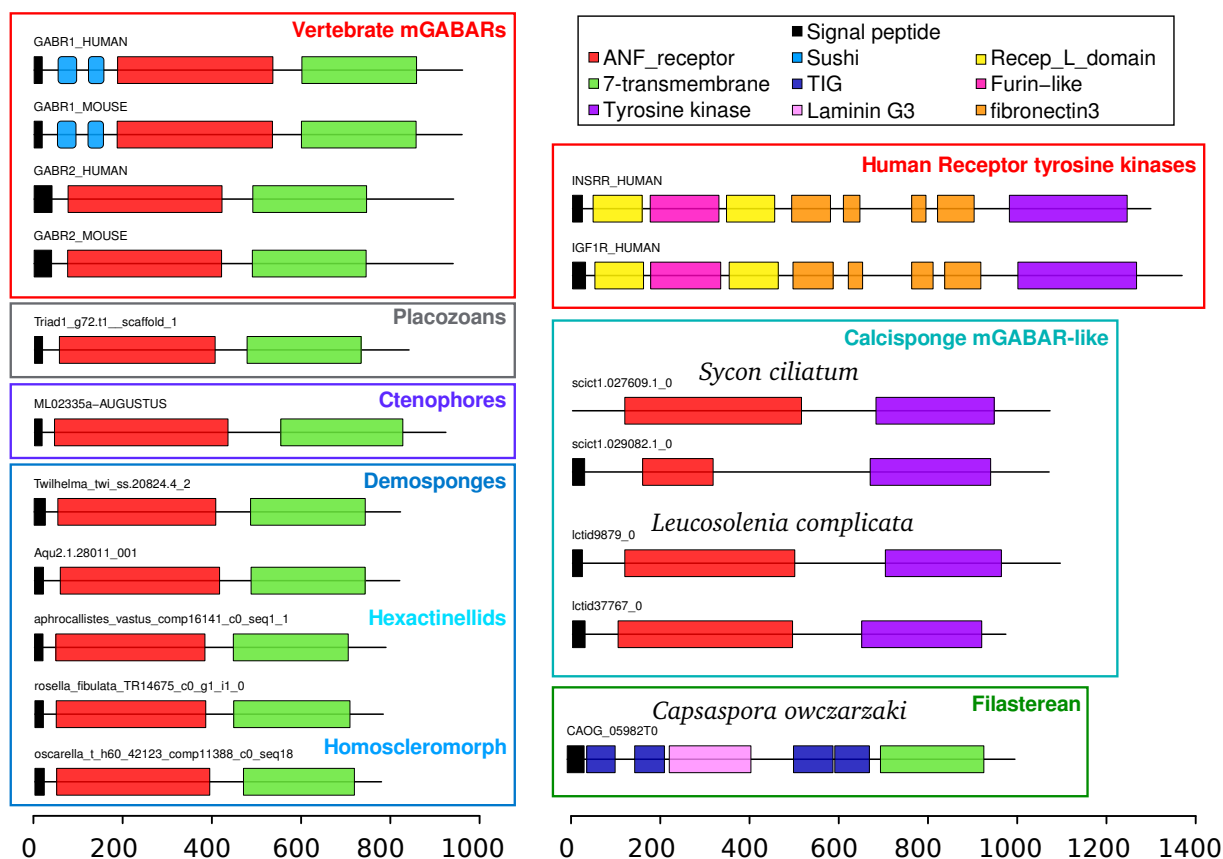 Vertebrate mGABARs
GABR1_HUMAN
GABR1_MOUSE
GABR2_HUMAN
GABR2_MOUSE
Placozoans
Triad1_g72.t1__scaffold_1
Ctenophores
ML02335a−AUGUSTUS
Demosponges
Twilhelma_twi_ss.20824.4_2
Aqu2.1.28011_001
Hexactinellids
aphrocallistes_vastus_comp16141_c0_seq1_1
rosella_fibulata_TR14675_c0_g1_i1_0
Homoscleromorph
oscarella_t_h60_42123_comp11388_c0_seq18
0 200 400 600 800 1000
Signal peptide
ANF_receptor Sushi Recep_L_domain
7-transmembrane TIG Furin−like
Tyrosine kinase Laminin G3 fibronectin3
Human Receptor tyrosine kinases
INSRR_HUMAN
IGF1R_HUMAN
Calcisponge mGABAR-like
Sycon ciliatum
scict1.027609.1_0
scict1.029082.1_0
Leucosolenia complicata
lctid9879_0
lctid37767_0
Filasterean
Capsaspora owczarzaki
CAOG_05982T0
0 200 400 600 800 1000 1200 1400